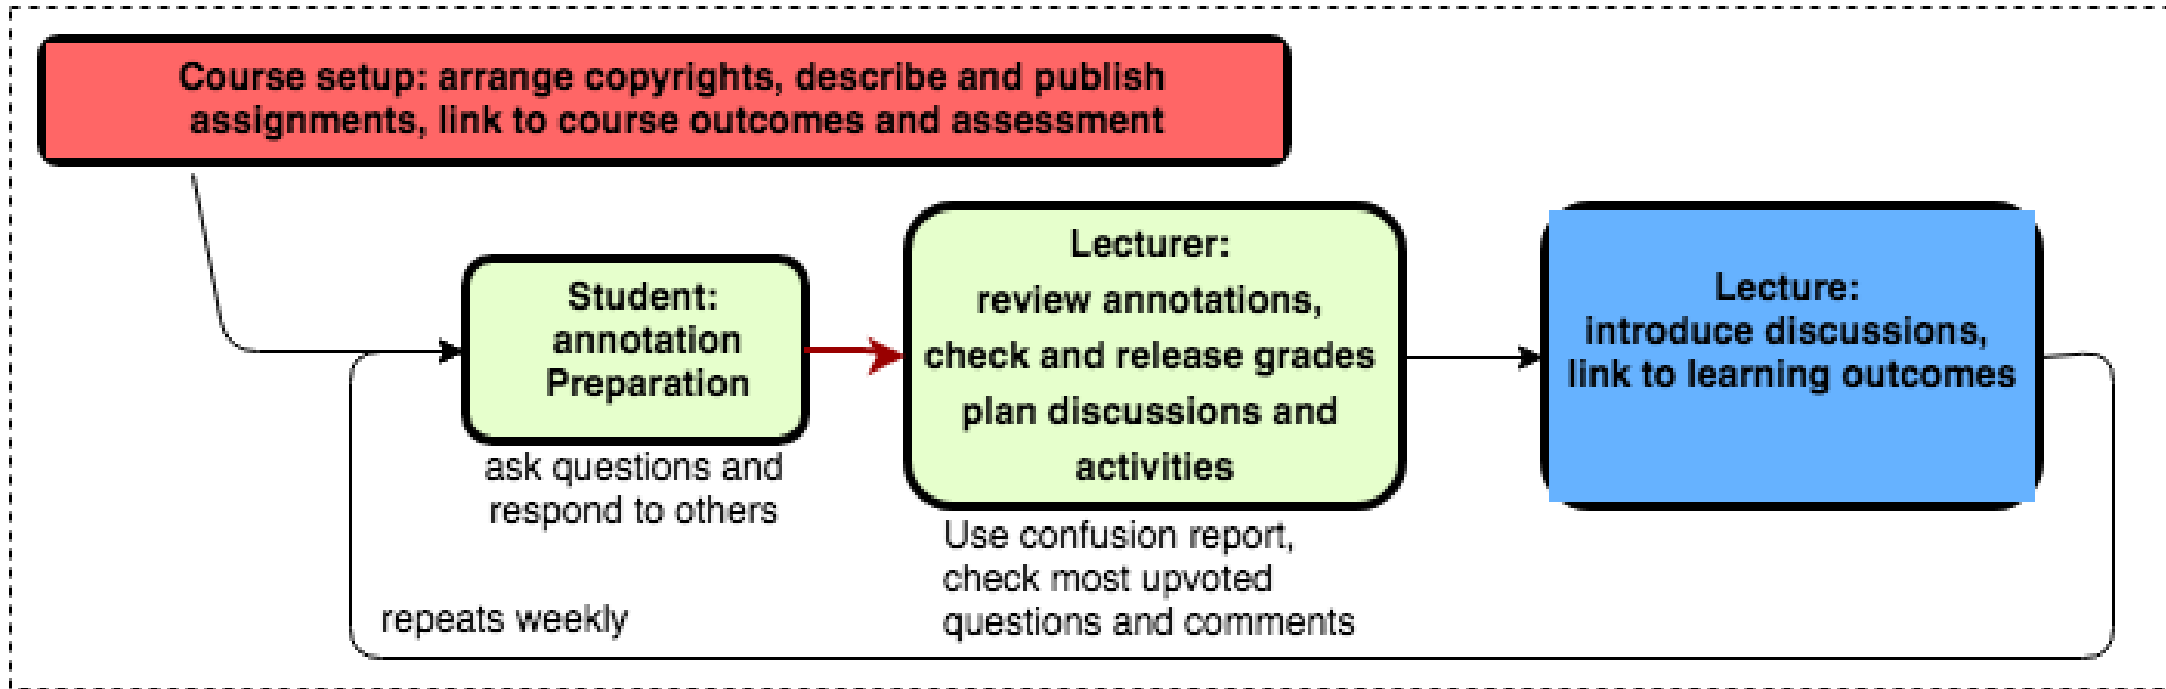 Course setup: arrange copyrights, describe and publish
assignments, link to course outcomes and assessment
Student:
annotation
Preparation
ask questions and
respond to others
Lecturer:
review annotations,
check and release grades
plan discussions and
activities
Use confusion report,
check most upvoted
questions and comments
Lecture:
introduce discussions,
link to learning outcomes
repeats weekly